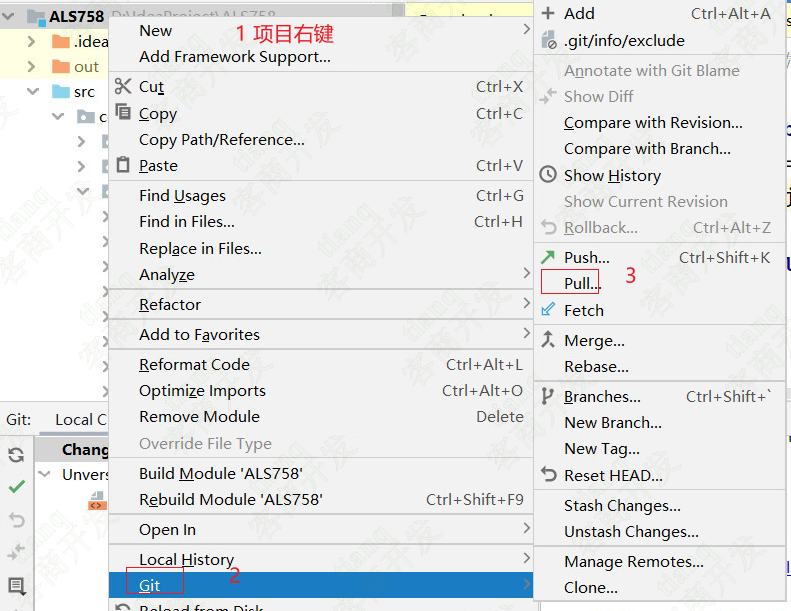 ALS758 D:\IdeaProject\ALS758
.idea
out
src
c
New
1 项目右键
Add Framework Support...
Cut Ctrl+X
Copy Ctrl+C
Copy Path/Reference...
Paste Ctrl+V
Find Usages Ctrl+G
Find in Files... Ctrl+H
Replace in Files...
Analyze
Refactor
Add to Favorites
Reformat Code Ctrl+Alt+L
Optimize Imports Ctrl+Alt+O
Remove Module Delete
Override File Type
Build Module 'ALS758'
Rebuild Module 'ALS758' Ctrl+Shift+F9
Open In
Local History
Git 2
Reload from Disk
Add Ctrl+Alt+A
.git/info/exclude
Annotate with Git Blame
Show Diff
Compare with Revision...
Compare with Branch...
Show History
Show Current Revision
Rollback... Ctrl+Alt+Z
Push... Ctrl+Shift+K
Pull... 3
Fetch
Merge...
Rebase...
Branches... Ctrl+Shift+`
New Branch...
New Tag...
Reset HEAD...
Stash Changes...
Unstash Changes...
Manage Remotes...
Clone...
Git: Local C
Chang
Unvers
客商开发